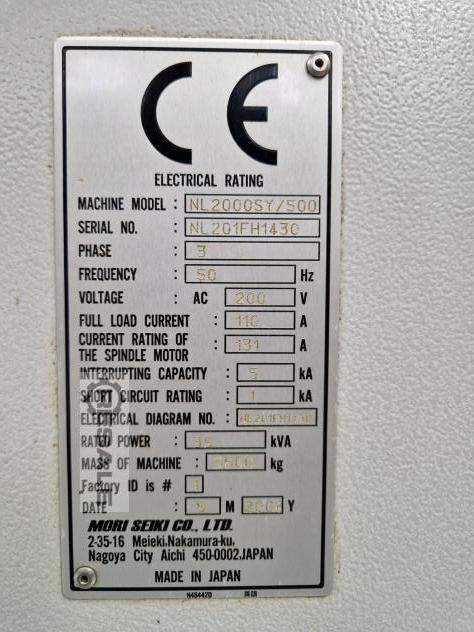 CE
ELECTRICAL RATING
MACHINE MODEL : NL2000SY/500
SERIAL NO. : NL201FH1430
PHASE : 3
FREQUENCY : 50 Hz
VOLTAGE : AC 200 V
FULL LOAD CURRENT : 110 A
CURRENT RATING OF
THE SPINDLE MOTOR : 131 A
INTERRUPTING CAPACITY : 5 kA
SHORT CIRCUIT RATING : 1 kA
ELECTRICAL DIAGRAM NO. :
RATED POWER : kVA
MASS OF MACHINE : kg
Factory ID is # 1
DATE : M Y
MORI SEIKI CO., LTD.
2-35-16 Meieki,Nakamura-ku,
Nagoya City Aichi 450-0002,JAPAN
MADE IN JAPAN
RESALE